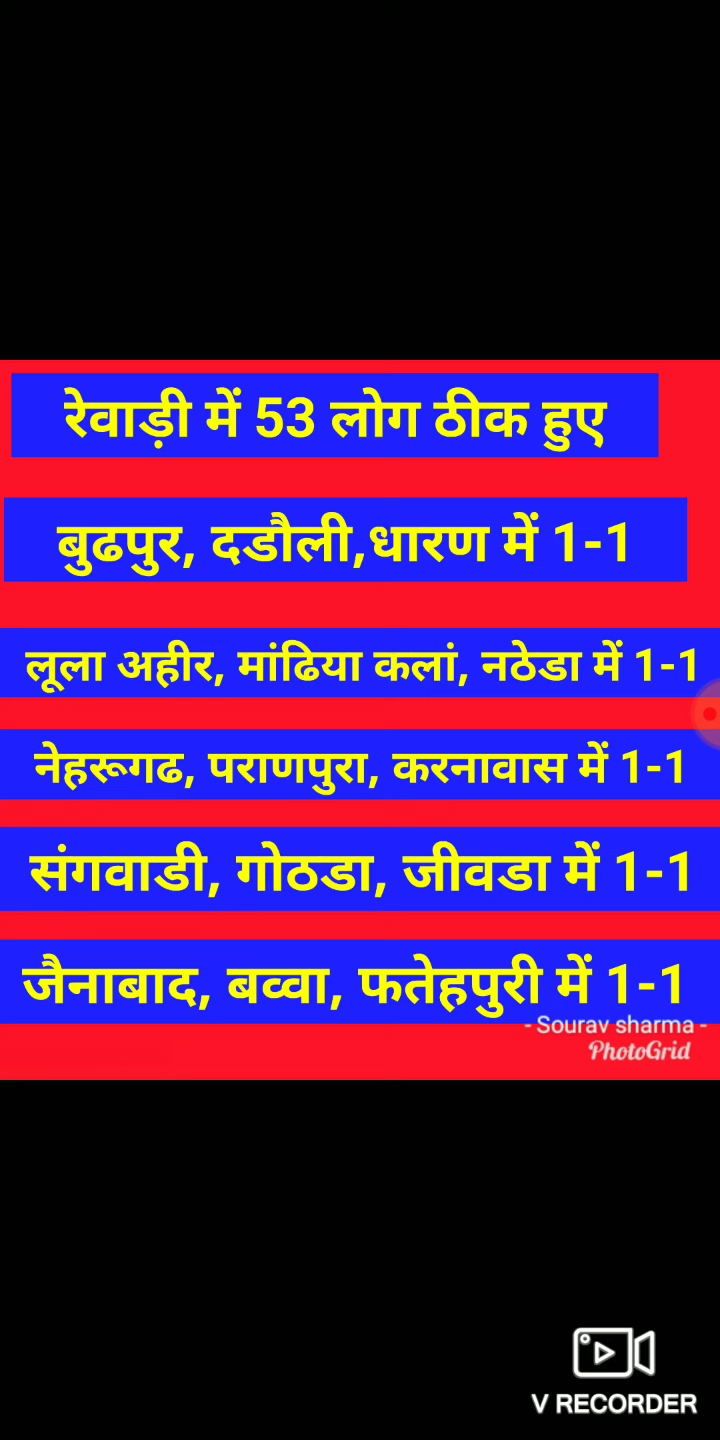 रेवाड़ी में 53 लोग ठीक हुए
बुढपुर, दडौली,धारण में 1-1
लूला अहीर, मांढिया कलां, नठेडा में 1-1
नेहरूगढ, पराणपुरा, करनावास में 1-1
संगवाडी, गोठडा, जीवडा में 1-1
जैनाबाद, बव्वा, फतेहपुरी में 1-1
- Sourav sharma -
PhotoGrid
V RECORDER